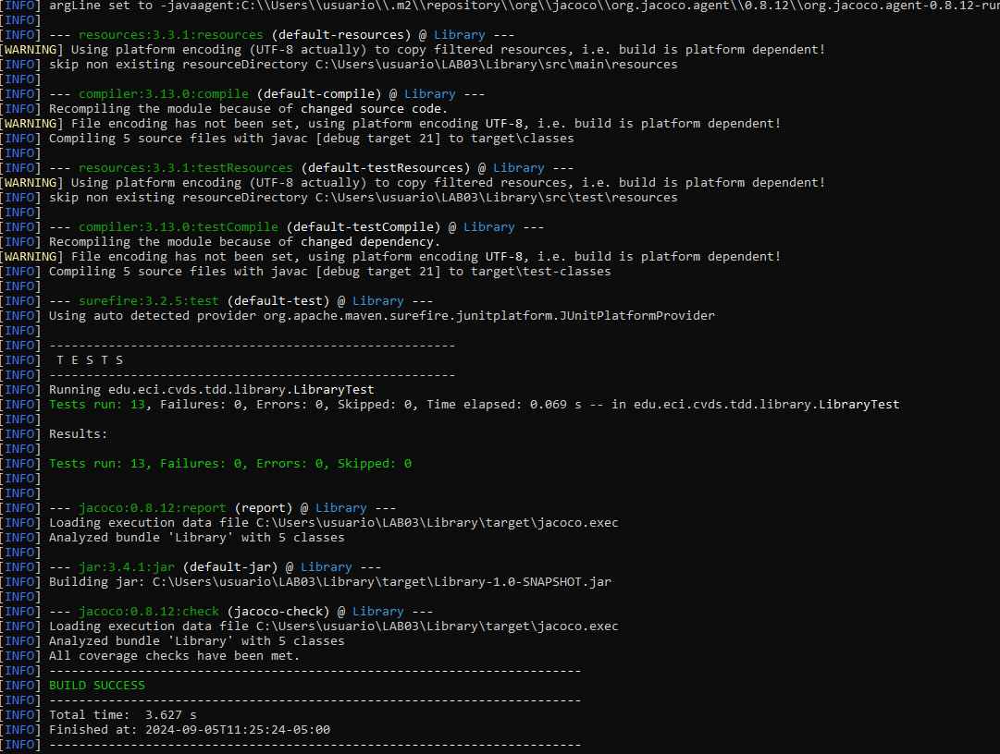 [INFO] argLine set to -javaagent:C:\\Users\\usuario\\.m2\\repository\\org\\jacoco\\org.jacoco.agent\\0.8.12\\org.jacoco.agent-0.8.12-run
[INFO]
[INFO] --- resources:3.3.1:resources (default-resources) @ Library ---
[WARNING] Using platform encoding (UTF-8 actually) to copy filtered resources, i.e. build is platform dependent!
[INFO] skip non existing resourceDirectory C:\Users\usuario\LAB03\Library\src\main\resources
[INFO]
[INFO] --- compiler:3.13.0:compile (default-compile) @ Library ---
[INFO] Recompiling the module because of changed source code.
[WARNING] File encoding has not been set, using platform encoding UTF-8, i.e. build is platform dependent!
[INFO] Compiling 5 source files with javac [debug target 21] to target\classes
[INFO]
[INFO] --- resources:3.3.1:testResources (default-testResources) @ Library ---
[WARNING] Using platform encoding (UTF-8 actually) to copy filtered resources, i.e. build is platform dependent!
[INFO] skip non existing resourceDirectory C:\Users\usuario\LAB03\Library\src\test\resources
[INFO]
[INFO] --- compiler:3.13.0:testCompile (default-testCompile) @ Library ---
[INFO] Recompiling the module because of changed dependency.
[WARNING] File encoding has not been set, using platform encoding UTF-8, i.e. build is platform dependent!
[INFO] Compiling 5 source files with javac [debug target 21] to target\test-classes
[INFO]
[INFO] --- surefire:3.2.5:test (default-test) @ Library ---
[INFO] Using auto detected provider org.apache.maven.surefire.junitplatform.JUnitPlatformProvider
[INFO]
[INFO] -------------------------------------------------------
[INFO]  T E S T S
[INFO] -------------------------------------------------------
[INFO] Running edu.eci.cvds.tdd.library.LibraryTest
[INFO] Tests run: 13, Failures: 0, Errors: 0, Skipped: 0, Time elapsed: 0.069 s -- in edu.eci.cvds.tdd.library.LibraryTest
[INFO]
[INFO] Results:
[INFO]
[INFO] Tests run: 13, Failures: 0, Errors: 0, Skipped: 0
[INFO]
[INFO]
[INFO] --- jacoco:0.8.12:report (report) @ Library ---
[INFO] Loading execution data file C:\Users\usuario\LAB03\Library\target\jacoco.exec
[INFO] Analyzed bundle 'Library' with 5 classes
[INFO]
[INFO] --- jar:3.4.1:jar (default-jar) @ Library ---
[INFO] Building jar: C:\Users\usuario\LAB03\Library\target\Library-1.0-SNAPSHOT.jar
[INFO]
[INFO] --- jacoco:0.8.12:check (jacoco-check) @ Library ---
[INFO] Loading execution data file C:\Users\usuario\LAB03\Library\target\jacoco.exec
[INFO] Analyzed bundle 'Library' with 5 classes
[INFO] All coverage checks have been met.
[INFO] ------------------------------------------------------------------------
[INFO] BUILD SUCCESS
[INFO] ------------------------------------------------------------------------
[INFO] Total time:  3.627 s
[INFO] Finished at: 2024-09-05T11:25:24-05:00
[INFO] ------------------------------------------------------------------------